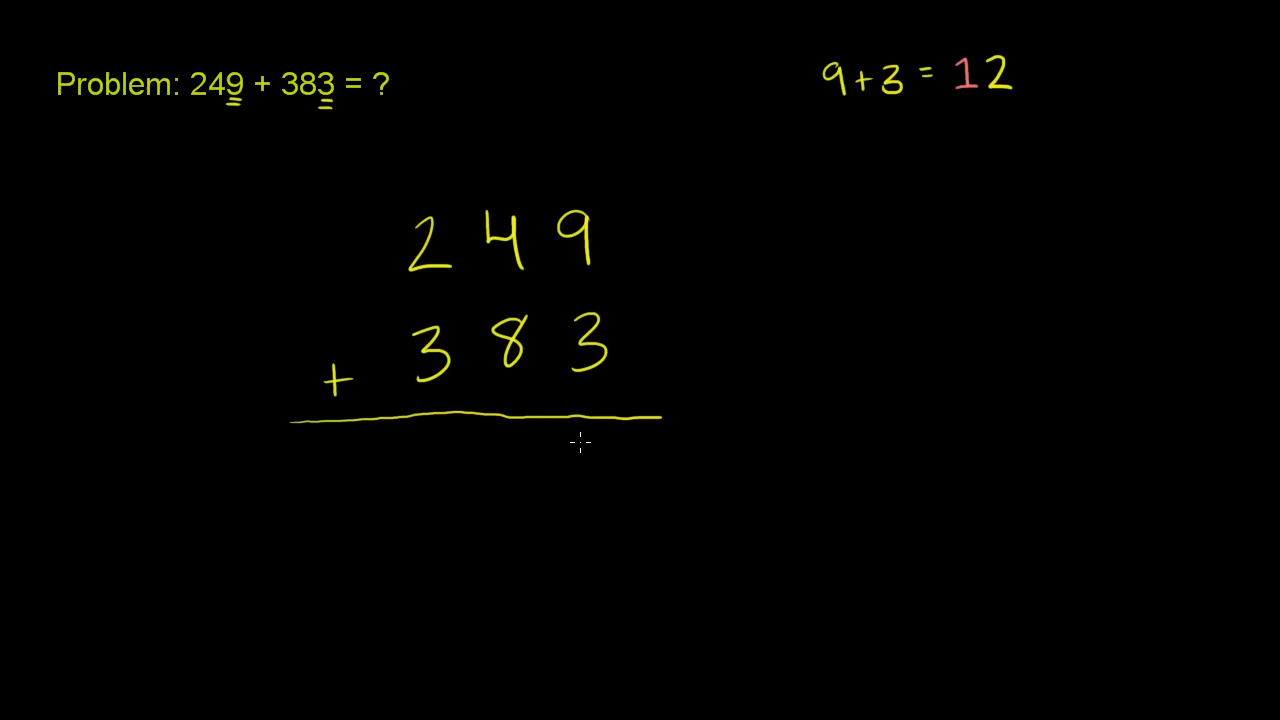 Problem: 249 + 383 = ?
9 + 3 = 12
2 4 9
+ 3 8 3